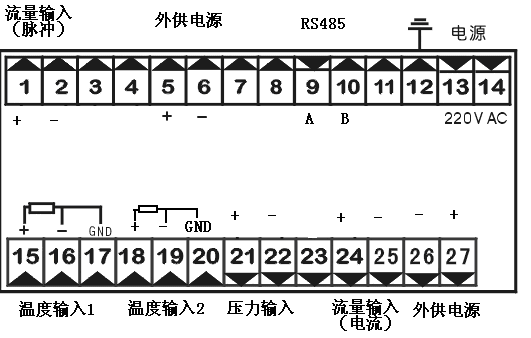 流量输入 外供电源 RS485 电源
（脉冲）
1 2 3 4 5 6 7 8 9 10 11 12 13 14
+ − + − A B 220V AC
+ − GND + − GND + − + − − +
15 16 17 18 19 20 21 22 23 24 25 26 27
温度输入1 温度输入2 压力输入 流量输入 外供电源
（电流）